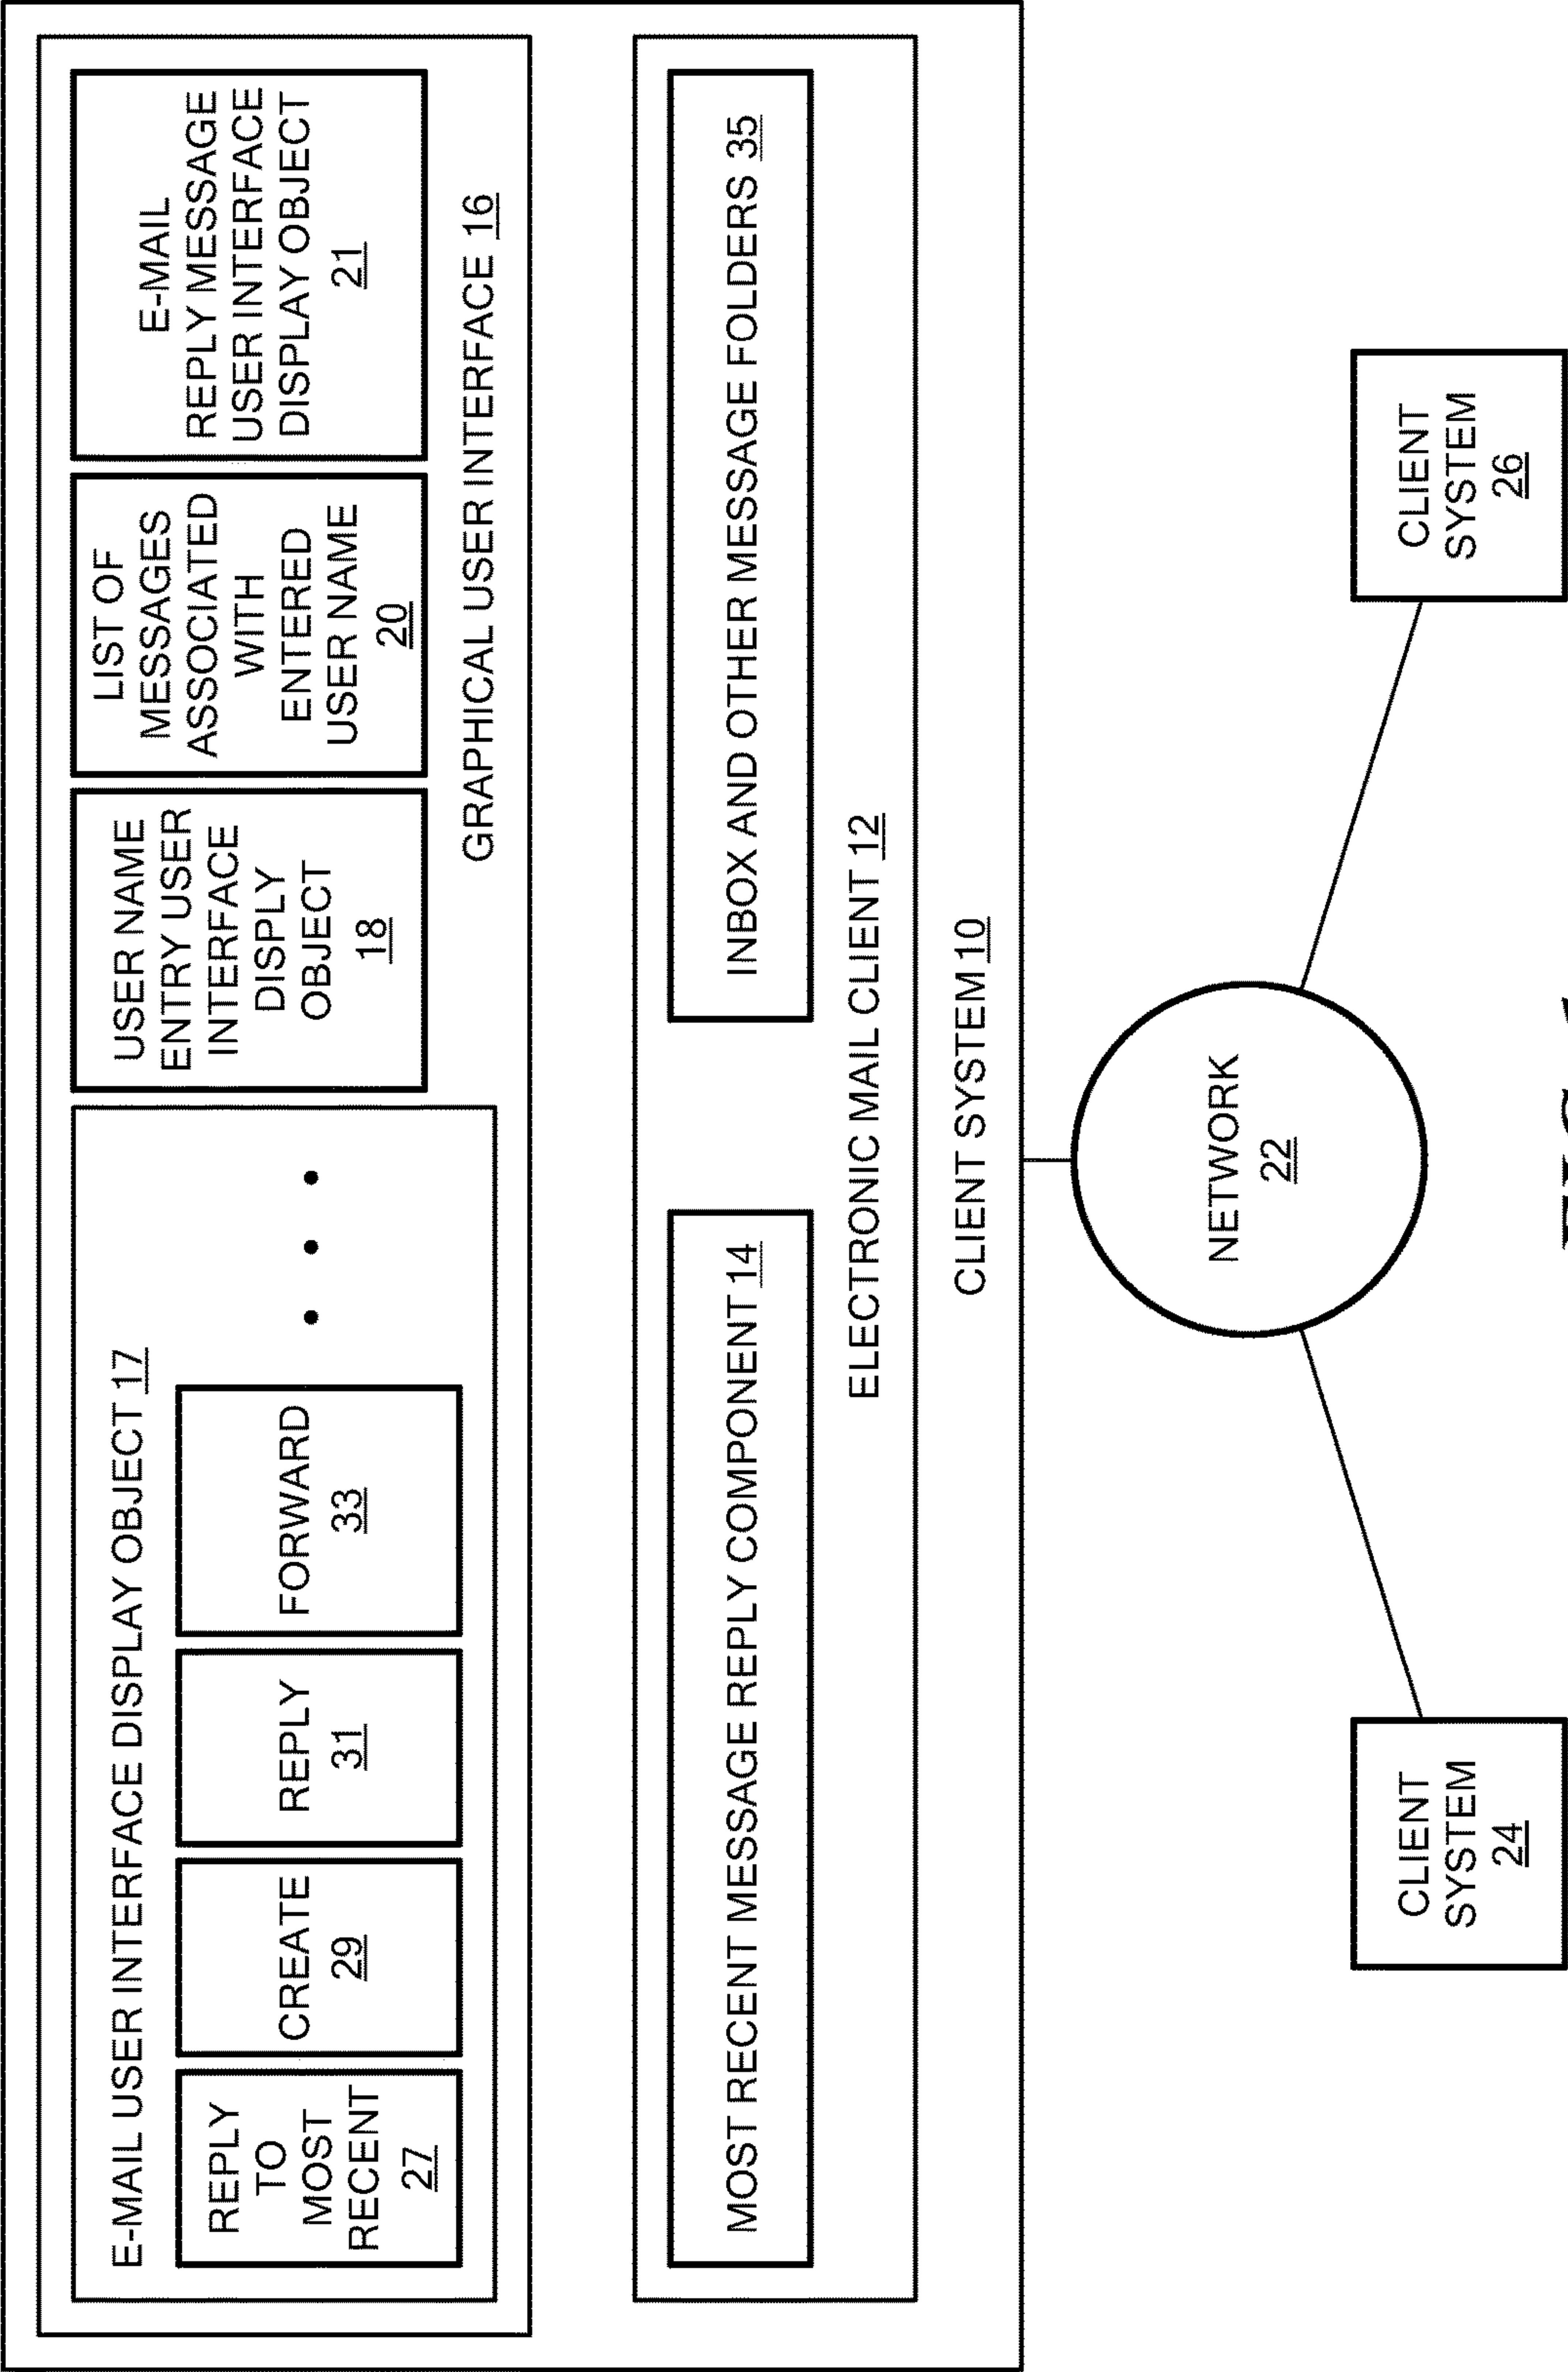 E-MAIL USER INTERFACE DISPLAY OBJECT 17
REPLY
TO
MOST
RECENT
27
CREATE
29
REPLY
31
FORWARD
33
USER NAME
ENTRY USER
INTERFACE
DISPLY
OBJECT
18
LIST OF
MESSAGES
ASSOCIATED
WITH
ENTERED
USER NAME
20
E-MAIL
REPLY MESSAGE
USER INTERFACE
DISPLAY OBJECT
21
GRAPHICAL USER INTERFACE 16
MOST RECENT MESSAGE REPLY COMPONENT 14
INBOX AND OTHER MESSAGE FOLDERS 35
ELECTRONIC MAIL CLIENT 12
CLIENT SYSTEM 10
NETWORK
22
CLIENT
SYSTEM
24
CLIENT
SYSTEM
26